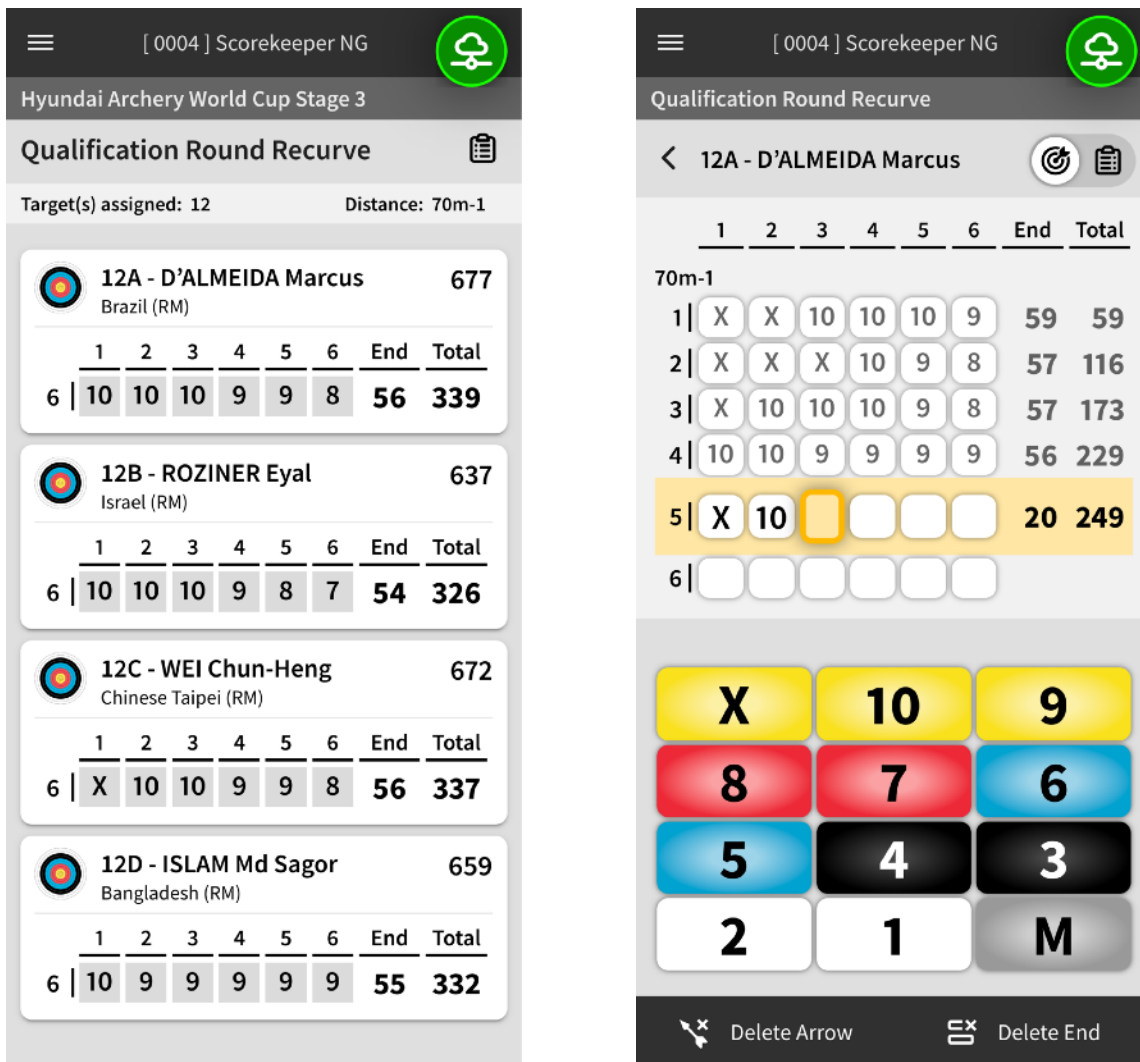 [ 0004 ] Scorekeeper NG
Hyundai Archery World Cup Stage 3
Qualification Round Recurve
Target(s) assigned: 12 Distance: 70m-1
12A - D’ALMEIDA Marcus 677
Brazil (RM)
1 2 3 4 5 6 End Total
6 10 10 10 9 9 8 56 339
12B - ROZINER Eyal 637
Israel (RM)
1 2 3 4 5 6 End Total
6 10 10 10 9 8 7 54 326
12C - WEI Chun-Heng 672
Chinese Taipei (RM)
1 2 3 4 5 6 End Total
6 X 10 10 9 9 8 56 337
12D - ISLAM Md Sagor 659
Bangladesh (RM)
1 2 3 4 5 6 End Total
6 10 9 9 9 9 9 55 332
[ 0004 ] Scorekeeper NG
Qualification Round Recurve
12A - D’ALMEIDA Marcus
1 2 3 4 5 6 End Total
70m-1
1 X X 10 10 10 9 59 59
2 X X X 10 9 8 57 116
3 X 10 10 10 9 8 57 173
4 10 10 9 9 9 9 56 229
5 X 10 20 249
6
X 10 9
8 7 6
5 4 3
2 1 M
Delete Arrow Delete End